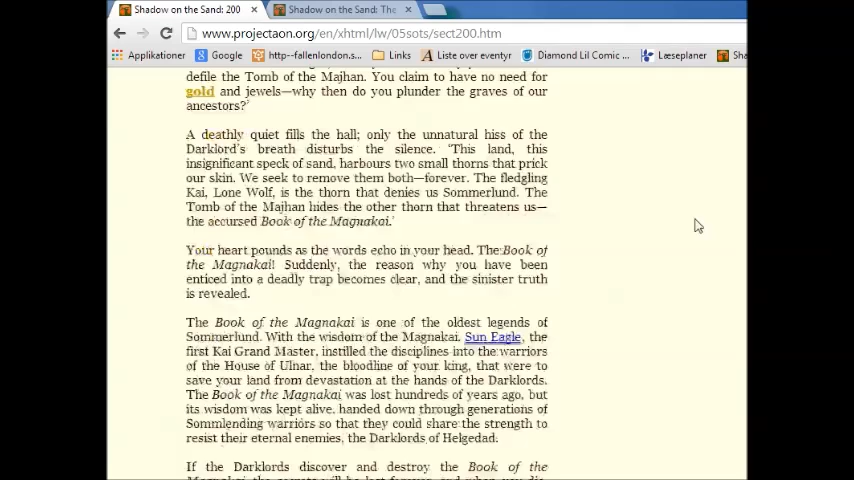 Shadow on the Sand: 200
Shadow on the Sand: The
www.projectaon.org/en/xhtml/lw/05sots/sect200.htm
Applikationer Google http--fallenlondon.s... Links Liste over eventyr Diamond Lil Comic ... Læseplaner Sha
defile the Tomb of the Majhan. You claim to have no need for
gold and jewels—why then do you plunder the graves of our
ancestors?'
A deathly quiet fills the hall; only the unnatural hiss of the
Darklord's breath disturbs the silence. 'This land, this
insignificant speck of sand, harbours two small thorns that prick
our skin. We seek to remove them both—forever. The fledgling
Kai, Lone Wolf, is the thorn that denies us Sommerlund. The
Tomb of the Majhan hides the other thorn that threatens us—
the accursed Book of the Magnakai.'
Your heart pounds as the words echo in your head. The Book of
the Magnakai! Suddenly, the reason why you have been
enticed into a deadly trap becomes clear, and the sinister truth
is revealed.
The Book of the Magnakai is one of the oldest legends of
Sommerlund. With the wisdom of the Magnakai, Sun Eagle, the
first Kai Grand Master, instilled the disciplines into the warriors
of the House of Ulnar, the bloodline of your king, that were to
save your land from devastation at the hands of the Darklords.
The Book of the Magnakai was lost hundreds of years ago, but
its wisdom was kept alive, handed down through generations of
Sommlending warriors so that they could share the strength to
resist their eternal enemies, the Darklords of Helgedad.
If the Darklords discover and destroy the Book of the